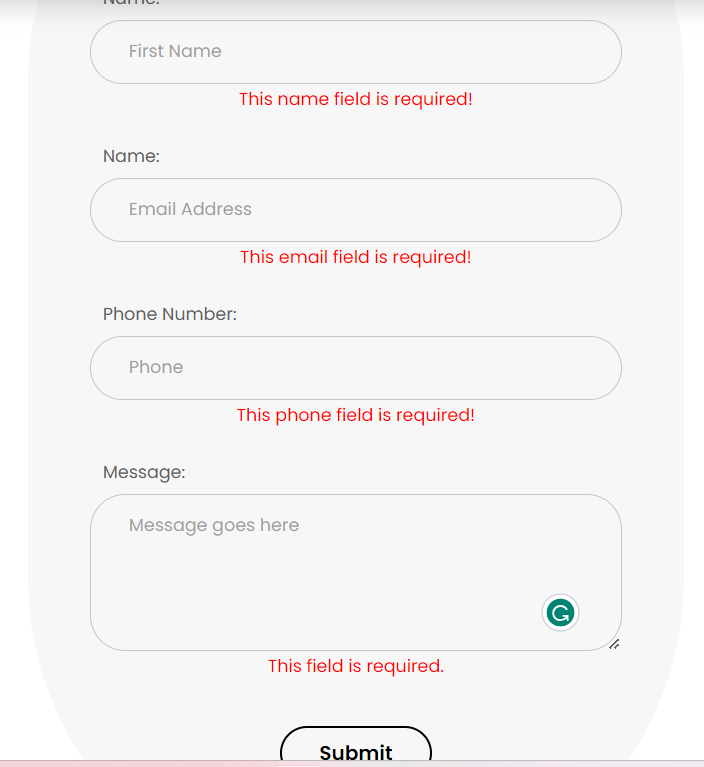 Name:
First Name
This name field is required!
Name:
Email Address
This email field is required!
Phone Number:
Phone
This phone field is required!
Message:
Message goes here
This field is required.
Submit